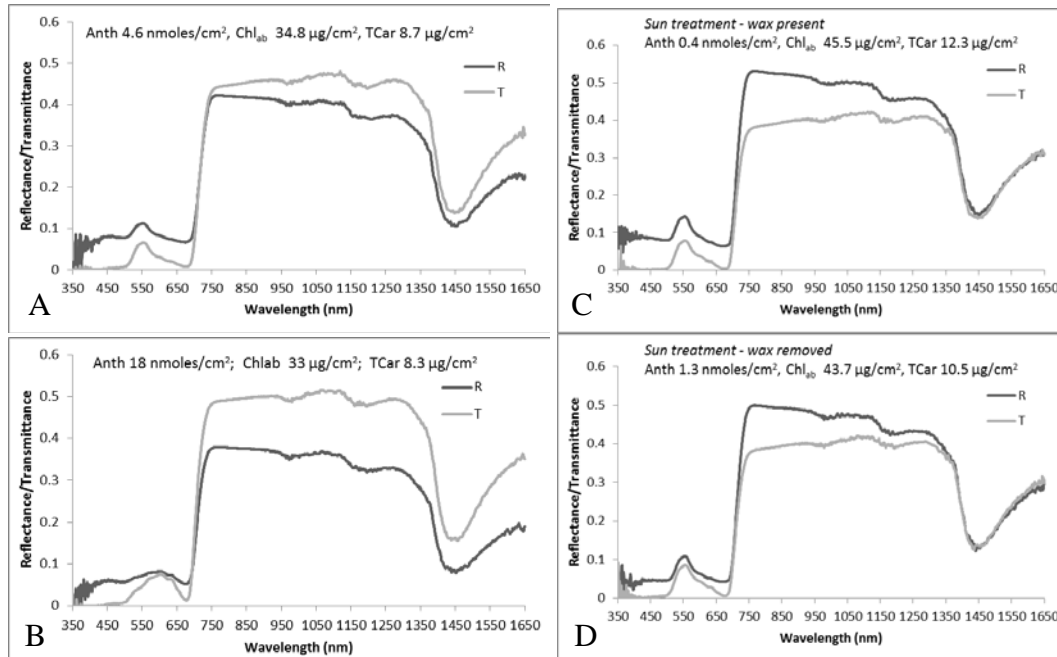 Anth 4.6 nmoles/cm², Chlab 34.8 µg/cm², TCar 8.7 µg/cm²
R
T
Reflectance/Transmittance
0.6
0.5
0.4
0.3
0.2
0.1
0
350 450 550 650 750 850 950 1050 1150 1250 1350 1450 1550 1650
Wavelength (nm)
A
Anth 18 nmoles/cm²; Chlab 33 µg/cm²; TCar 8.3 µg/cm²
R
T
Reflectance/Transmittance
0.6
0.5
0.4
0.3
0.2
0.1
0
350 450 550 650 750 850 950 1050 1150 1250 1350 1450 1550 1650
Wavelength (nm)
B
Sun treatment - wax present
Anth 0.4 nmoles/cm², Chlab 45.5 µg/cm², TCar 12.3 µg/cm²
R
T
Reflectance/Transmittance
0.6
0.5
0.4
0.3
0.2
0.1
0
350 450 550 650 750 850 950 1050 1150 1250 1350 1450 1550 1650
Wavelength (nm)
C
Sun treatment - wax removed
Anth 1.3 nmoles/cm², Chlab 43.7 µg/cm², TCar 10.5 µg/cm²
R
T
Reflectance/Transmittance
0.6
0.5
0.4
0.3
0.2
0.1
0
350 450 550 650 750 850 950 1050 1150 1250 1350 1450 1550 1650
Wavelength (nm)
D